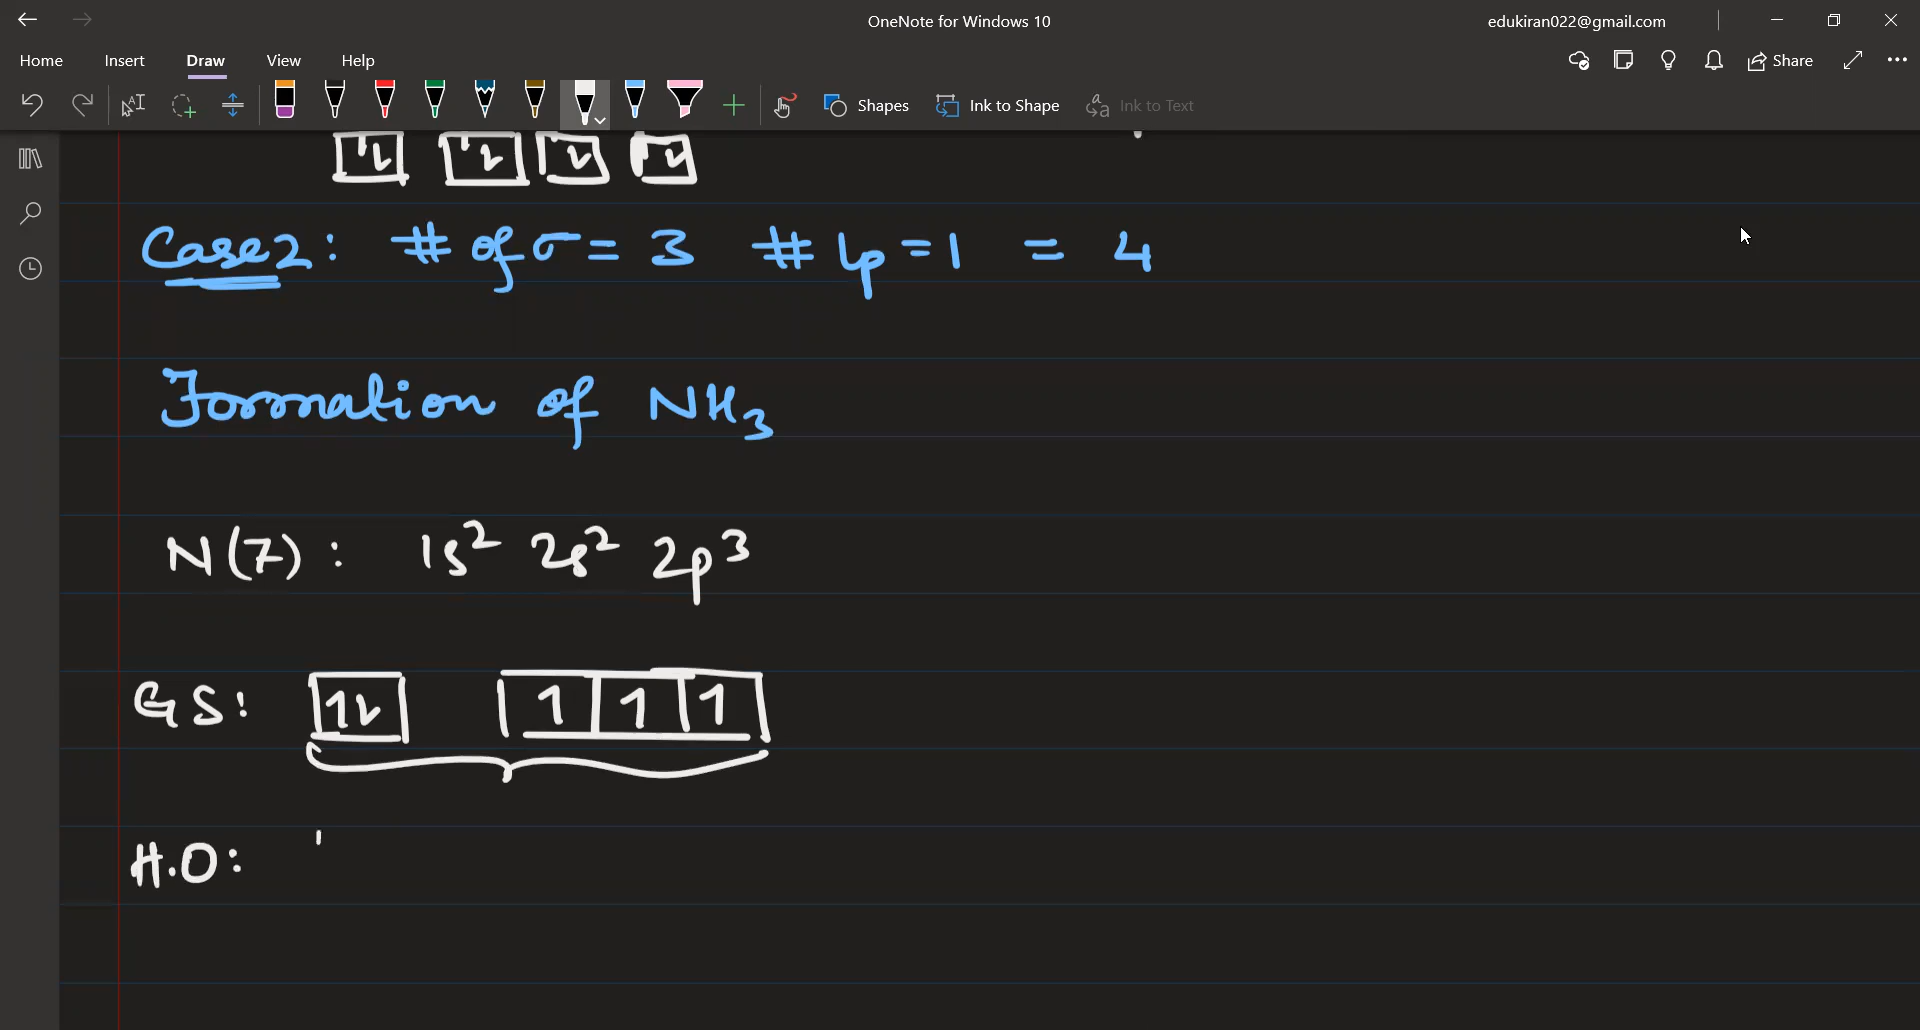 OneNote for Windows 10
edukiran022@gmail.com
Home Insert Draw View Help
Share
Shapes Ink to Shape Ink to Text
Case2: # of σ = 3 # lp = 1 = 4
Formation of NH₃
N(7): 1s² 2s² 2p³
GS: 1↓ 1 1 1
H.O: